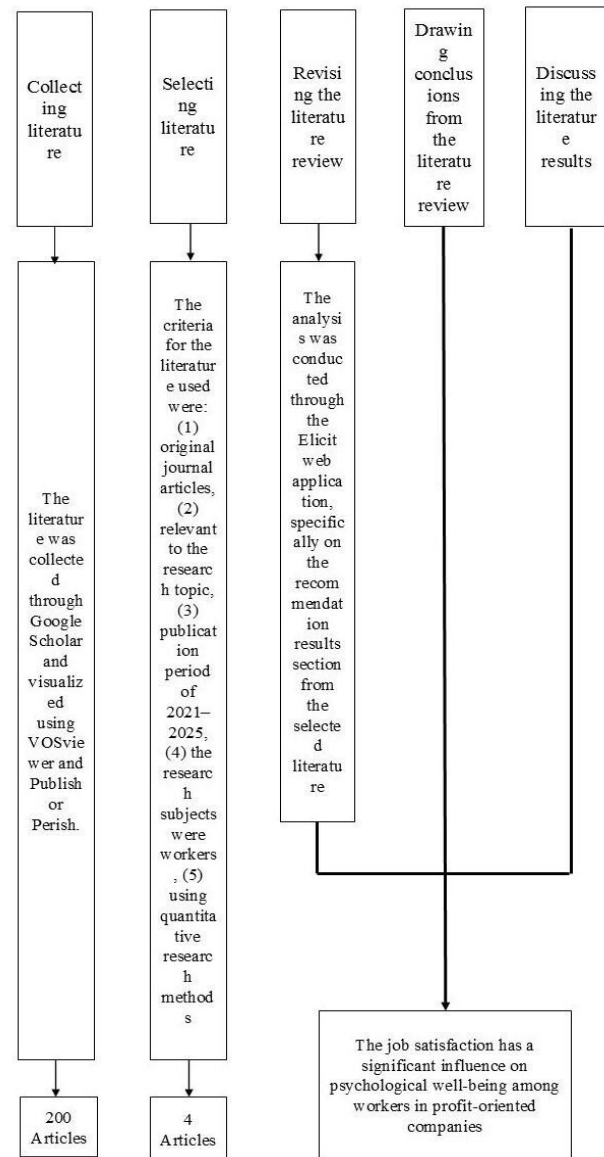 Collecti
ng
literatu
re
Selecti
ng
literatu
re
Revisi
ng the
literatu
re
review
Drawin
g
conclus
ions
from
the
literatu
re
review
Discus
sing the
literatur
e
results
The
literatur
e was
collecte
d
through
Google
Scholar
and
visualiz
ed
using
VOSvie
wer and
Publish
or
Perish.
The
criteria
for the
literatur
e used
were:
(1)
original
journal
articles,
(2)
relevant
to the
researc
h topic,
(3)
publicat
ion
period
of
2021–
2025,
(4) the
researc
h
subjects
were
workers
, (5)
using
quantita
tive
researc
h
method
s
The
analysi
s was
conduc
ted
through
the
Elicit
web
applica
tion,
specific
ally on
the
recom
mendat
ion
results
section
from
the
selecte
d
literatu
re
The job satisfaction has a
significant influence on
psychological well-being among
workers in profit-oriented
companies
200
Articles
4
Articles